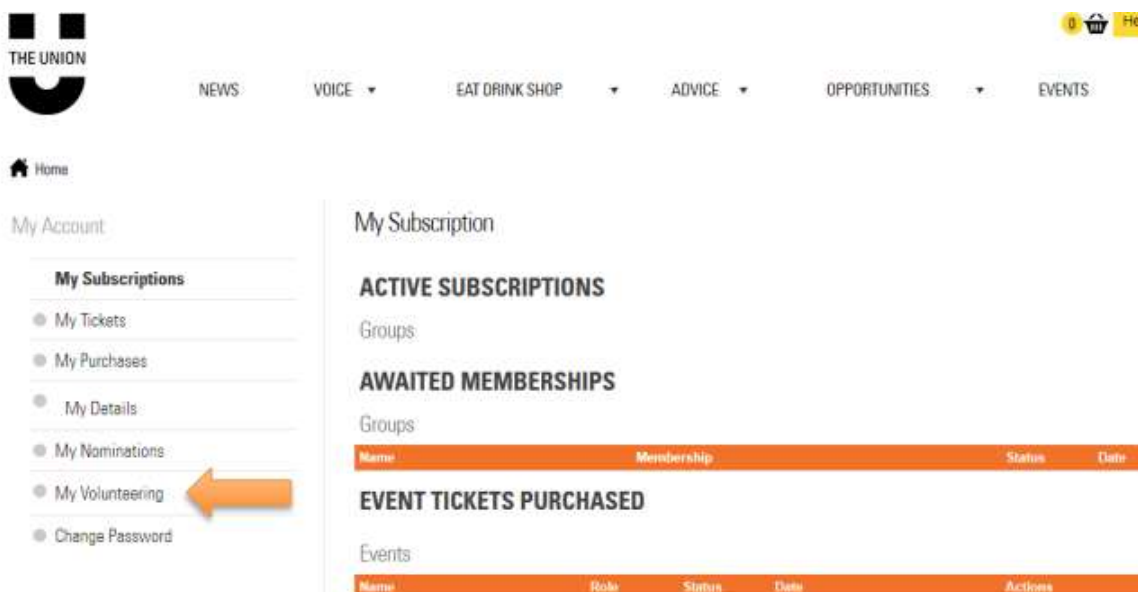 THE UNION
0 He
NEWS VOICE EAT DRINK SHOP ADVICE OPPORTUNITIES EVENTS
Home
My Account
My Subscriptions
My Tickets
My Purchases
My Details
My Nominations
My Volunteering
Change Password
My Subscription
ACTIVE SUBSCRIPTIONS
Groups
AWAITED MEMBERSHIPS
Groups
Name Membership Status Date
EVENT TICKETS PURCHASED
Events
Name Role Status Date Actions